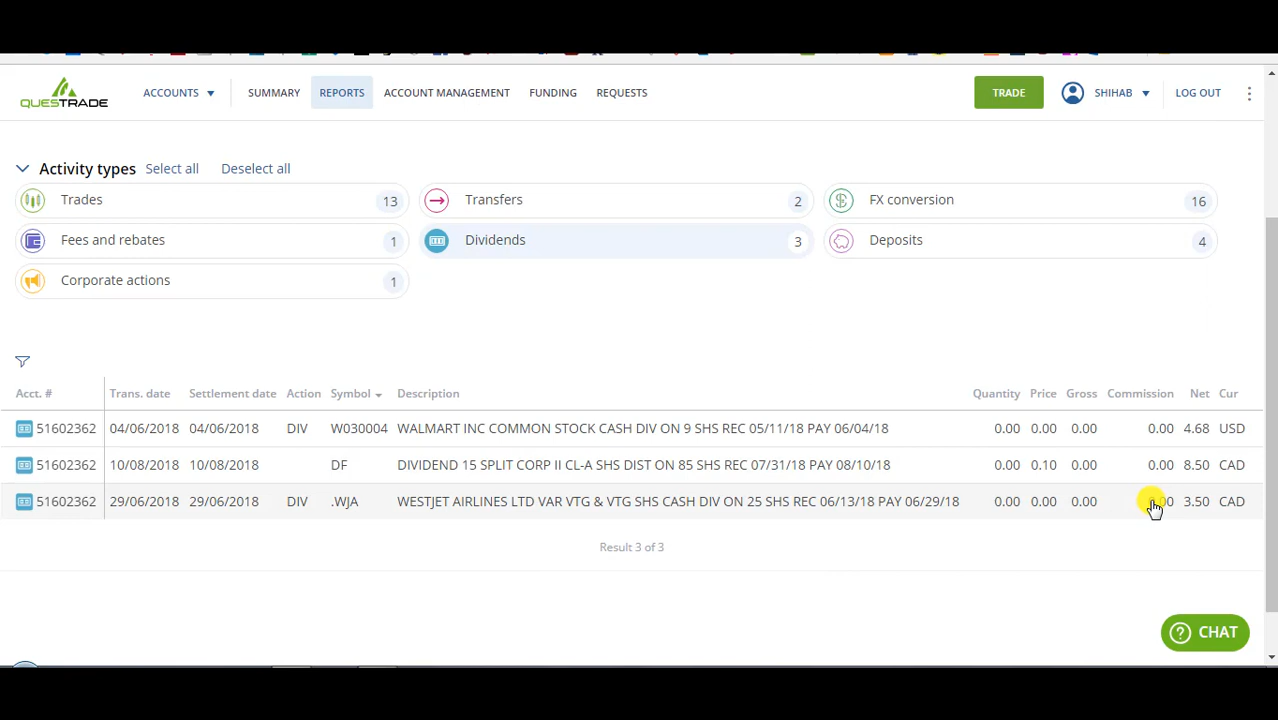 QUESTRADE
ACCOUNTS SUMMARY REPORTS ACCOUNT MANAGEMENT FUNDING REQUESTS TRADE SHIHAB LOG OUT
Activity types Select all Deselect all
Trades 13 Transfers 2 FX conversion 16
Fees and rebates 1 Dividends 3 Deposits 4
Corporate actions 1
Acct. # Trans. date Settlement date Action Symbol Description Quantity Price Gross Commission Net Cur
51602362 04/06/2018 04/06/2018 DIV W030004 WALMART INC COMMON STOCK CASH DIV ON 9 SHS REC 05/11/18 PAY 06/04/18 0.00 0.00 0.00 0.00 4.68 USD
51602362 10/08/2018 10/08/2018 DF DIVIDEND 15 SPLIT CORP II CL-A SHS DIST ON 85 SHS REC 07/31/18 PAY 08/10/18 0.00 0.10 0.00 0.00 8.50 CAD
51602362 29/06/2018 29/06/2018 DIV .WJA WESTJET AIRLINES LTD VAR VTG & VTG SHS CASH DIV ON 25 SHS REC 06/13/18 PAY 06/29/18 0.00 0.00 0.00 0.00 3.50 CAD
Result 3 of 3
CHAT